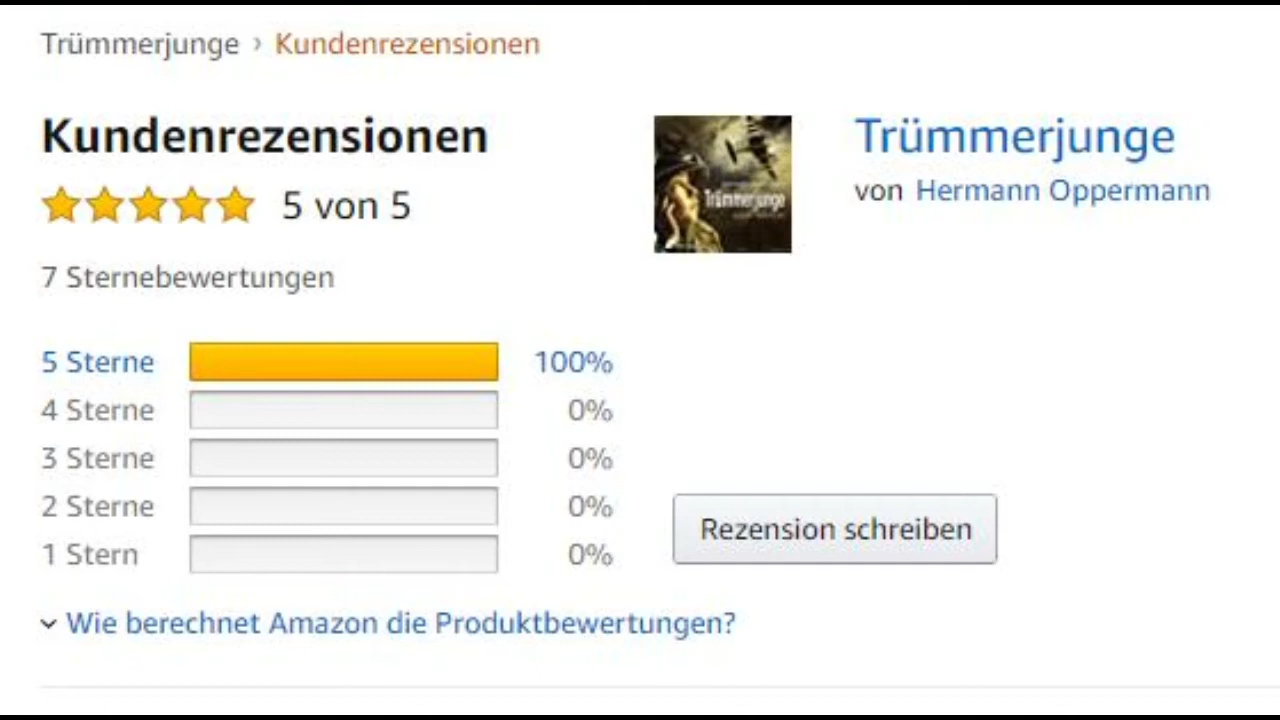 Trümmerjunge › Kundenrezensionen
Kundenrezensionen
5 von 5
7 Sternebewertungen
Trümmerjunge
Trümmerjunge
von Hermann Oppermann
5 Sterne 100%
4 Sterne 0%
3 Sterne 0%
2 Sterne 0%
1 Stern 0%
Rezension schreiben
Wie berechnet Amazon die Produktbewertungen?